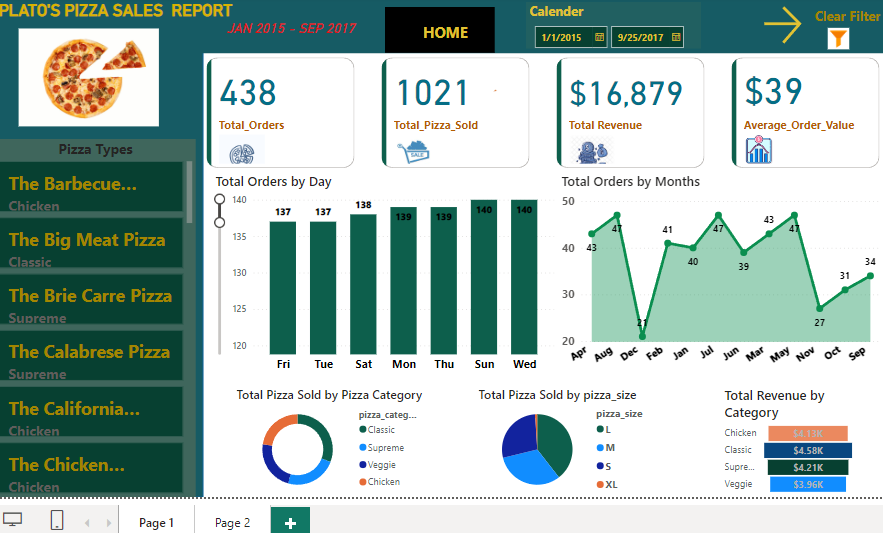 PLATO'S PIZZA SALES REPORT
JAN 2015 - SEP 2017
HOME
Calender
1/1/2015
9/25/2017
Clear Filter
438
Total_Orders
1021
Total_Pizza_Sold
SALE
$16,879
Total Revenue
$39
Average_Order_Value
Pizza Types
The Barbecue...
Chicken
The Big Meat Pizza
Classic
The Brie Carre Pizza
Supreme
The Calabrese Pizza
Supreme
The California...
Chicken
The Chicken...
Chicken
Total Orders by Day
140
135
130
125
120
137
137
138
139
139
140
140
Fri
Tue
Sat
Mon
Thu
Sun
Wed
Total Orders by Months
50
40
30
20
43
47
21
41
40
47
39
43
47
27
31
34
Apr
Aug
Dec
Feb
Jan
Jul
Jun
Mar
May
Nov
Oct
Sep
Total Pizza Sold by Pizza Category
pizza_categ...
Classic
Supreme
Veggie
Chicken
Total Pizza Sold by pizza_size
pizza_size
L
M
S
XL
Total Revenue by
Category
Chicken
$4.13K
Classic
$4.58K
Supre...
$4.21K
Veggie
$3.96K
Page 1
Page 2
+